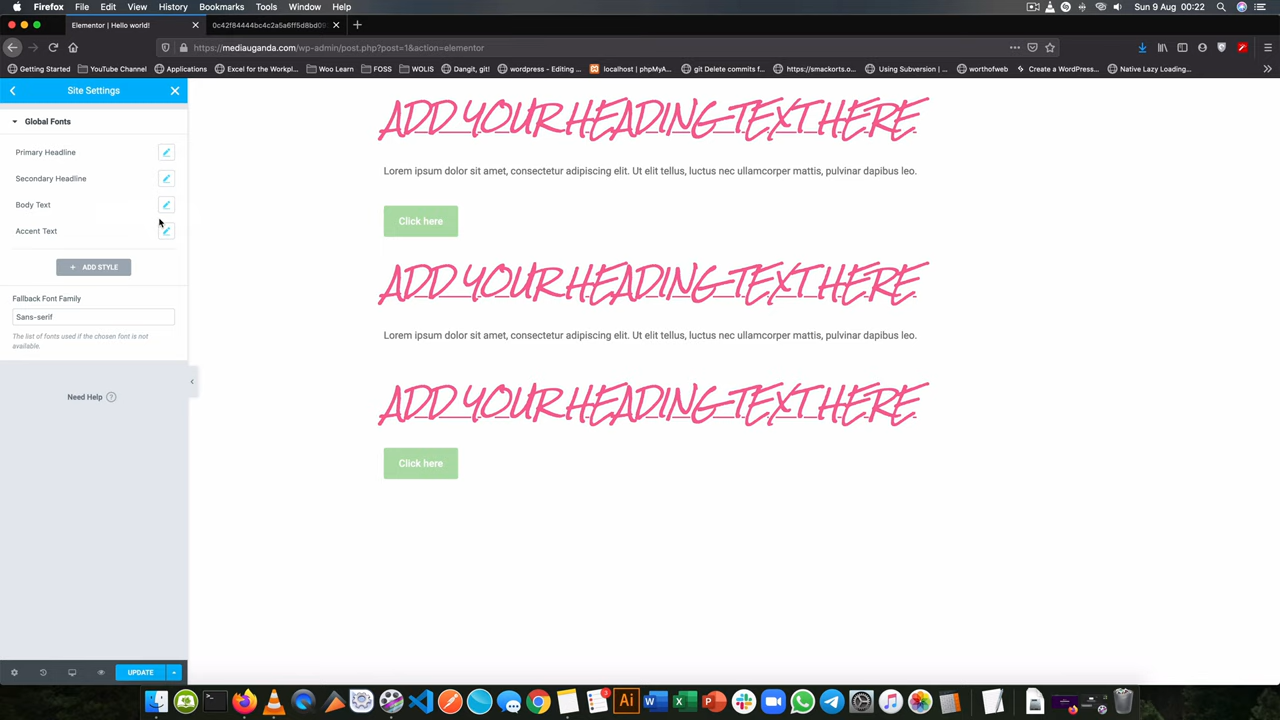 Firefox File Edit View History Bookmarks Tools Window Help
Sun 9 Aug 00:22
Elementor | Hello world!
0c42f84444bc4c2a5a6ff5d8bd09
https://mediauganda.com/wp-admin/post.php?post=1&action=elementor
Getting Started YouTube Channel Applications Excel for the Workpl... Woo Learn FOSS WOLIS Dangit, git! wordpress - Editing ... localhost | phpMyA... git Delete commits f... https://smackorts.co... Using Subversion |... worthofweb Create a WordPress... Native Lazy Loading...
Site Settings
Global Fonts
Primary Headline
Secondary Headline
Body Text
Accent Text
+ ADD STYLE
Fallback Font Family
Sans-serif
The list of fonts used if the chosen font is not
available.
Need Help ?
UPDATE
ADD YOUR HEADING TEXT HERE
Lorem ipsum dolor sit amet, consectetur adipiscing elit. Ut elit tellus, luctus nec ullamcorper mattis, pulvinar dapibus leo.
Click here
ADD YOUR HEADING TEXT HERE
Lorem ipsum dolor sit amet, consectetur adipiscing elit. Ut elit tellus, luctus nec ullamcorper mattis, pulvinar dapibus leo.
ADD YOUR HEADING TEXT HERE
Click here
3
Ai